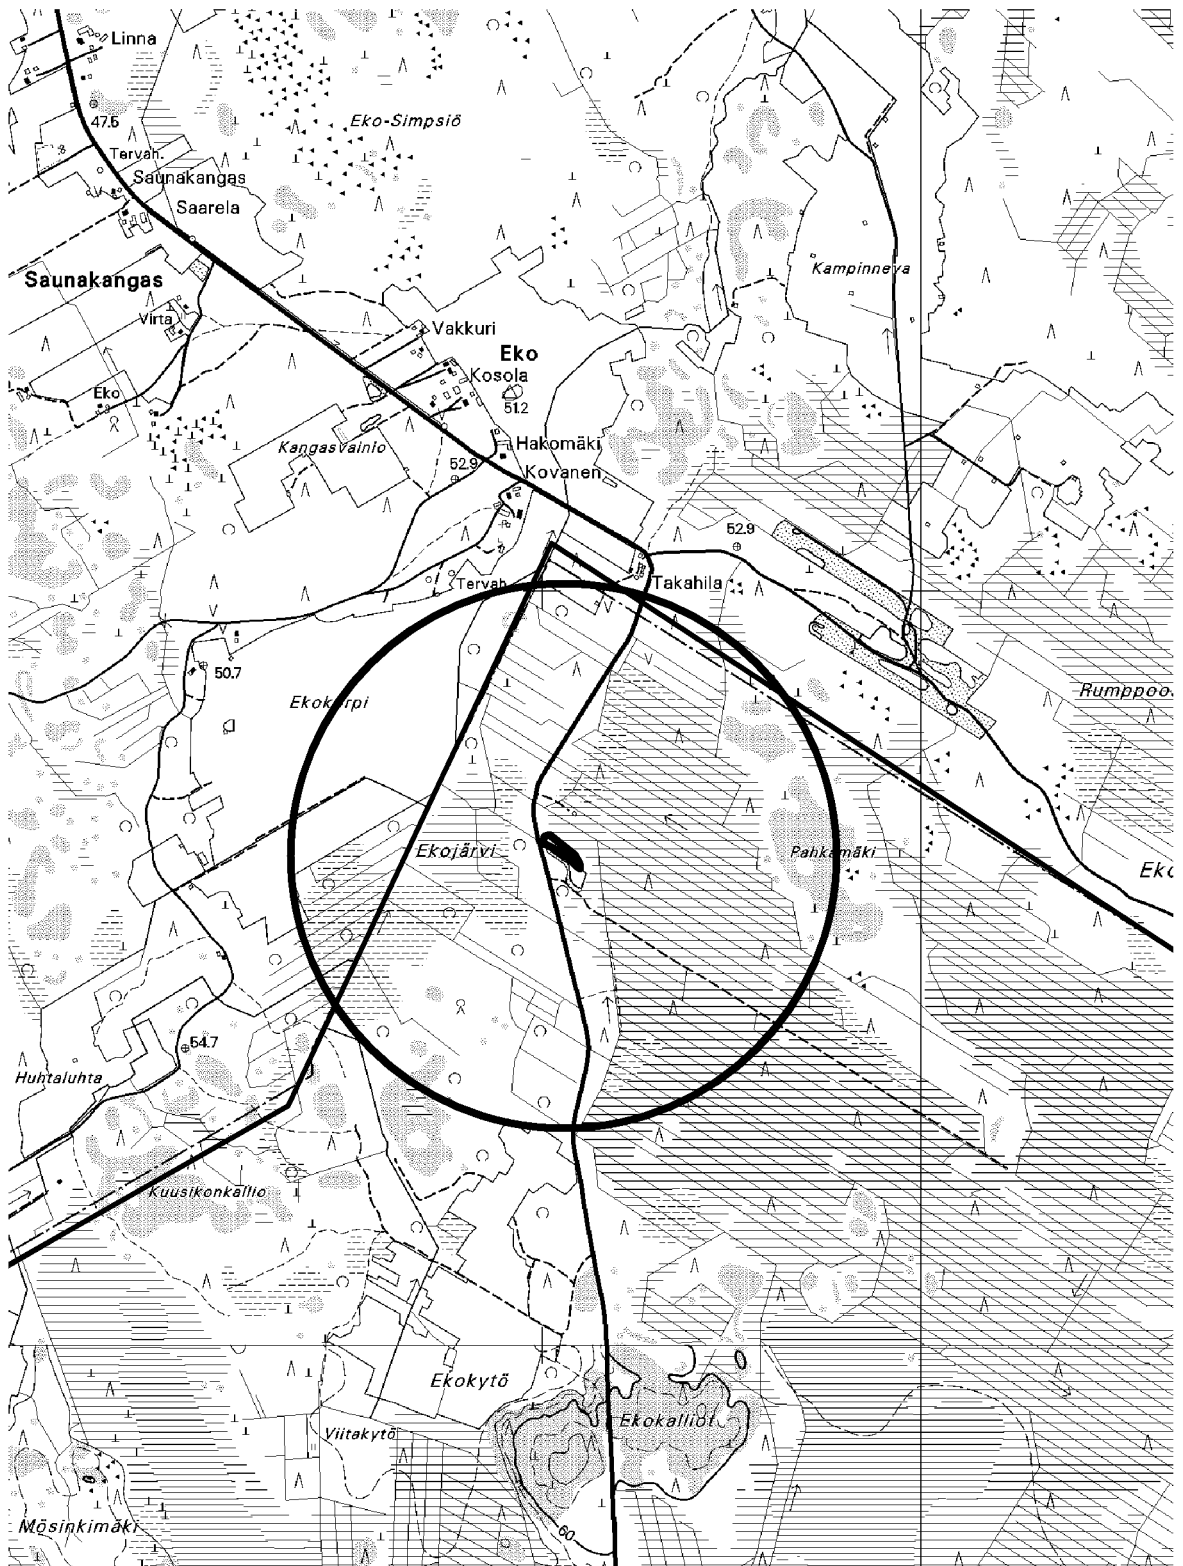 Linna
47.5
Eko-Simpsiö
Tervah.
Saunakangas
Saarela
Kampinneva
Saunakangas
Virta
Vakkuri
Eko
Kosola
Eko
51.2
Hakomäki
Kangasvainio
52.9
Kovanen
52.9
Tervah.
Takahila
50.7
Ekokorpi
Rumppoo
Ekojärvi
Pahkamäki
Eko
54.7
Huhtaluhta
Kuusikonkallio
Ekokytö
Ekokalliot
Viitakytö
Mösinkimäki
60